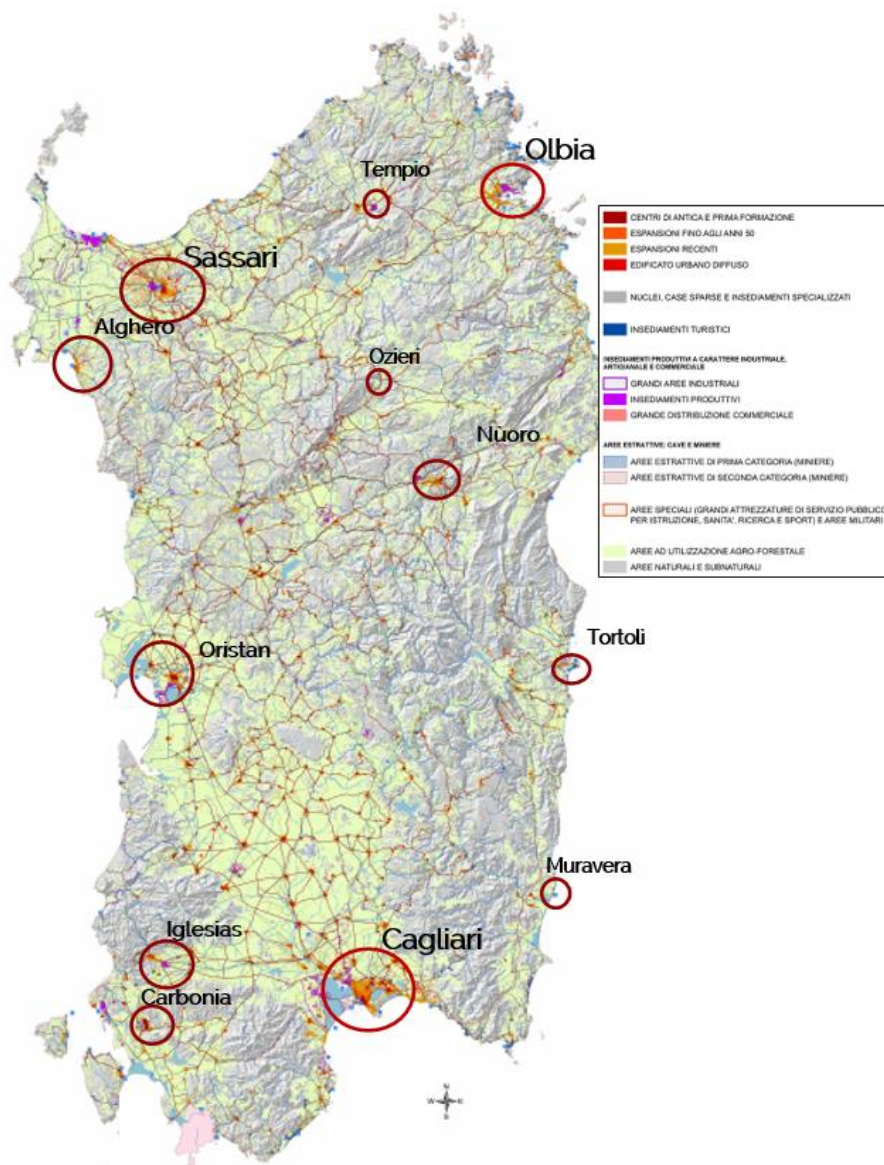 Olbia
Tempio
Sassari
Alghero
Ozieri
Nùoro
Oristan
Tortoli
Muravera
Iglesias
Cagliari
Carbonia
CENTRI DI ANTICA E PRIMA FORMAZIONE
ESPANSIONI FINO AGLI ANNI 50
ESPANSIONI RECENTI
EDIFICATO URBANO DIFFUSO
NUCLEI, CASE SPARSE E INSEDIAMENTI SPECIALIZZATI
INSEDIAMENTI TURISTICI
INSEDIAMENTI PRODUTTIVI A CARATTERE INDUSTRIALE,
ARTIGIANALE E COMMERCIALE
GRANDI AREE INDUSTRIALI
INSEDIAMENTI PRODUTTIVI
GRANDE DISTRIBUZIONE COMMERCIALE
AREE ESTRATTIVE: CAVE E MINIERE
AREE ESTRATTIVE DI PRIMA CATEGORIA (MINIERE)
AREE ESTRATTIVE DI SECONDA CATEGORIA (MINIERE)
AREE SPECIALI (GRANDI ATTREZZATURE DI SERVIZIO PUBBLICO
PER ISTRUZIONE, SANITA', RICERCA E SPORT) E AREE MILITARI
AREE AD UTILIZZAZIONE AGRO-FORESTALE
AREE NATURALI E SUBNATURALI
N
W E
S